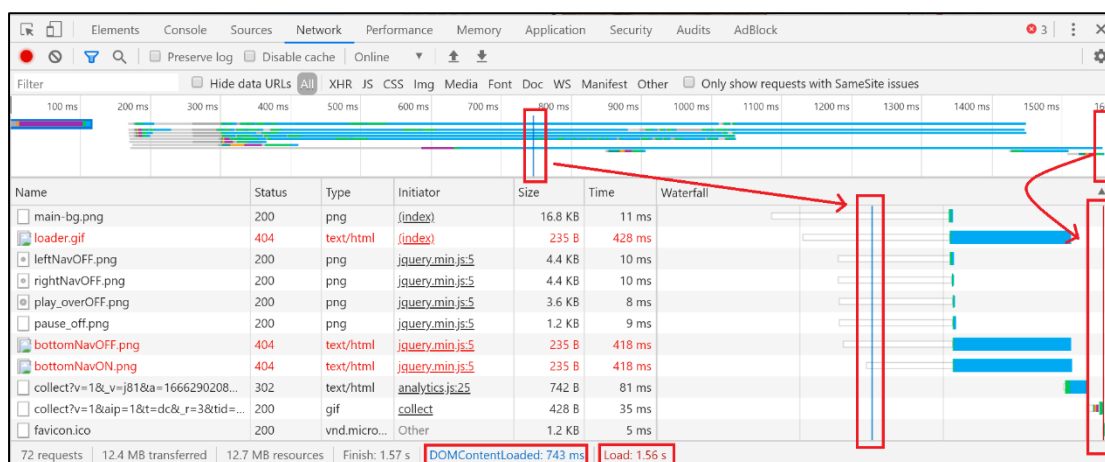 Elements Console Sources Network Performance Memory Application Security Audits AdBlock 3
Preserve log Disable cache Online
Filter Hide data URLs All XHR JS CSS Img Media Font Doc WS Manifest Other Only show requests with SameSite issues
100 ms 200 ms 300 ms 400 ms 500 ms 600 ms 700 ms 800 ms 900 ms 1000 ms 1100 ms 1200 ms 1300 ms 1400 ms 1500 ms 16
Name Status Type Initiator Size Time Waterfall
main-bg.png 200 png (index) 16.8 KB 11 ms
loader.gif 404 text/html (index) 235 B 428 ms
leftNavOFF.png 200 png jquery.min.js:5 4.4 KB 10 ms
rightNavOFF.png 200 png jquery.min.js:5 4.4 KB 10 ms
play_overOFF.png 200 png jquery.min.js:5 3.6 KB 8 ms
pause_off.png 200 png jquery.min.js:5 1.2 KB 9 ms
bottomNavOFF.png 404 text/html jquery.min.js:5 235 B 418 ms
bottomNavON.png 404 text/html jquery.min.js:5 235 B 418 ms
collect?v=1&_v=j81&a=1666290208... 302 text/html analytics.js:25 742 B 81 ms
collect?v=1&aip=1&t=dc&_r=3&tid=... 200 gif collect 428 B 35 ms
favicon.ico 200 vnd.micro... Other 1.2 KB 5 ms
72 requests 12.4 MB transferred 12.7 MB resources Finish: 1.57 s DOMContentLoaded: 743 ms Load: 1.56 s